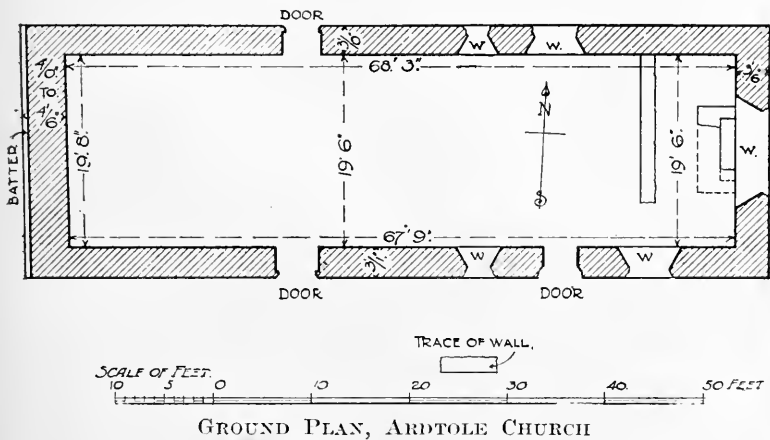 DOOR
W. W.
3/0"
68' 3"
4/0" TO 4/6"
3/6"
BATTER
19' 8"
19' 6"
N
S
19' 6"
W.
67' 9"
3/1"
W W
DOOR DOOR
TRACE OF WALL.
SCALE OF FEET.
10 5 0 10 20 30 40 50 FEET
GROUND PLAN, ARDTOLE CHURCH